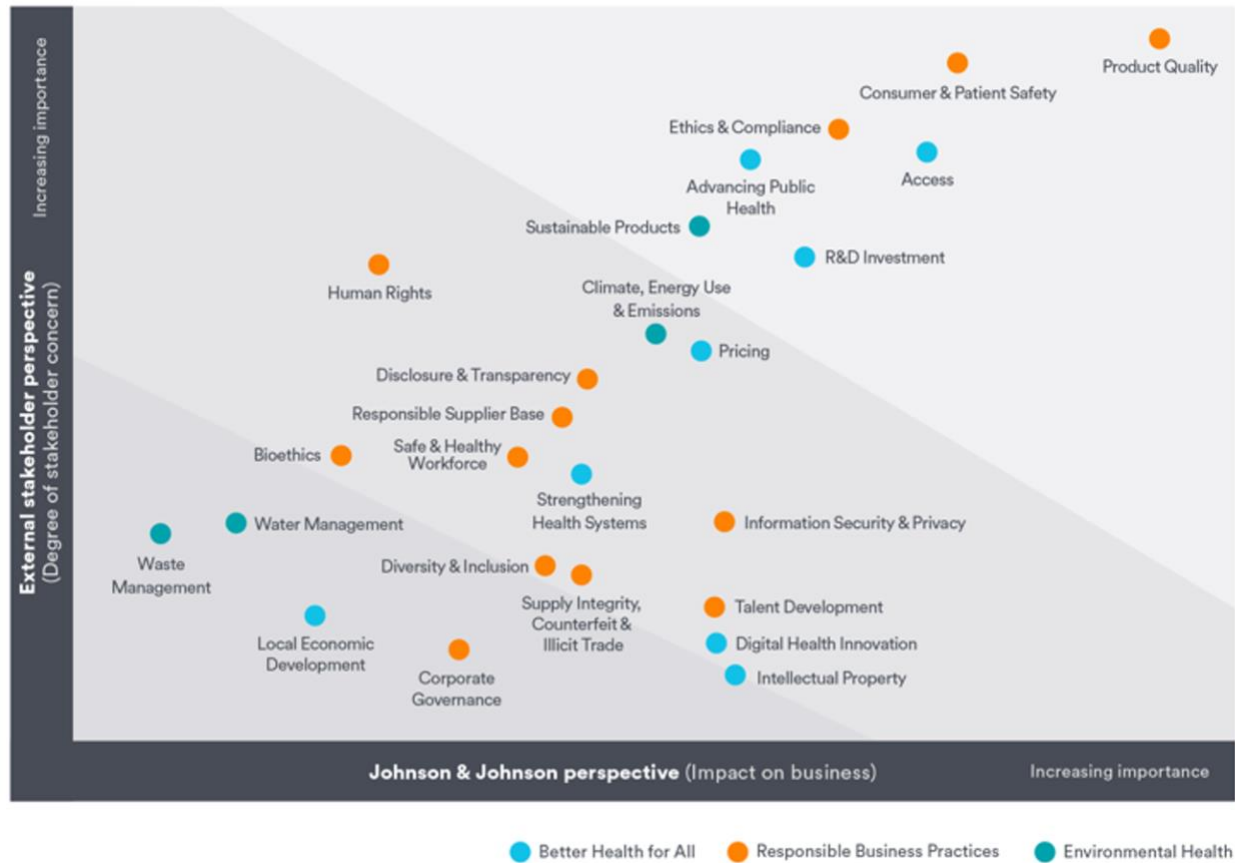 Increasing importance
External stakeholder perspective
(Degree of stakeholder concern)
Product Quality
Consumer & Patient Safety
Ethics & Compliance
Access
Advancing Public
Health
Sustainable Products
R&D Investment
Human Rights
Climate, Energy Use
& Emissions
Pricing
Disclosure & Transparency
Responsible Supplier Base
Bioethics
Safe & Healthy
Workforce
Strengthening
Health Systems
Water Management
Information Security & Privacy
Waste
Management
Diversity & Inclusion
Supply Integrity,
Counterfeit &
Illicit Trade
Talent Development
Local Economic
Development
Digital Health Innovation
Corporate
Governance
Intellectual Property
Johnson & Johnson perspective (Impact on business)
Increasing importance
Better Health for All
Responsible Business Practices
Environmental Health